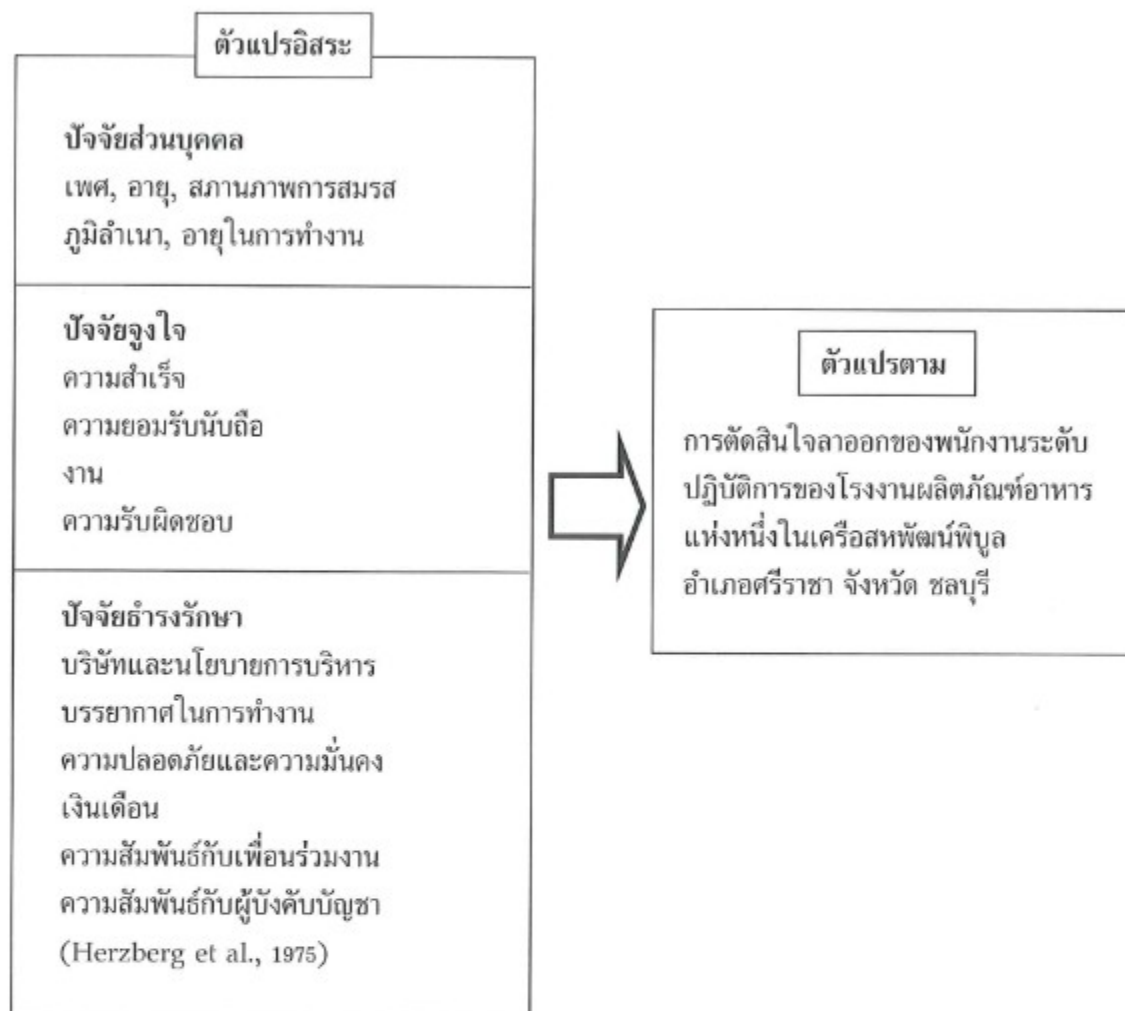 ตัวแปรอิสระ
ปัจจัยส่วนบุคคล
เพศ, อายุ, สถานภาพการสมรส
ภูมิลำเนา, อายุในการทำงาน
ปัจจัยจูงใจ
ความสำเร็จ
ความยอมรับนับถือ
งาน
ความรับผิดชอบ
ปัจจัยธำรงรักษา
บริษัทและนโยบายการบริหาร
บรรยากาศในการทำงาน
ความปลอดภัยและความมั่นคง
เงินเดือน
ความสัมพันธ์กับเพื่อนร่วมงาน
ความสัมพันธ์กับผู้บังคับบัญชา
(Herzberg et al., 1975)
ตัวแปรตาม
การตัดสินใจลาออกของพนักงานระดับ
ปฏิบัติการของโรงงานผลิตภัณฑ์อาหาร
แห่งหนึ่งในเครือสหพัฒน์พิบูล
อำเภอศรีราชา จังหวัด ชลบุรี